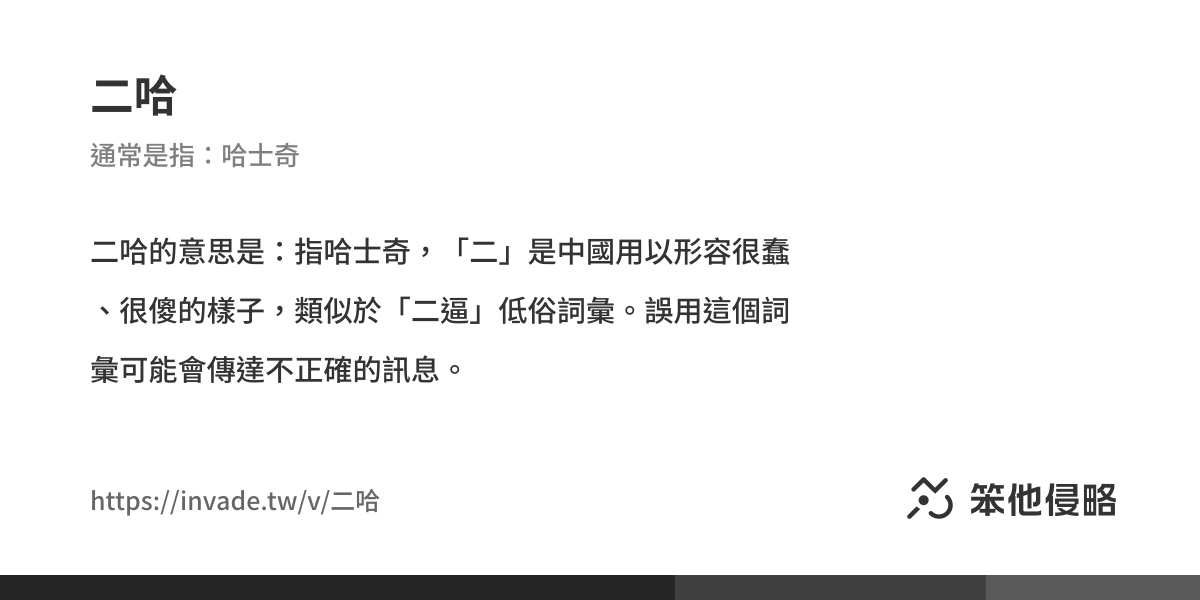 二哈
通常是指：哈士奇
二哈的意思是：指哈士奇，「二」是中國用以形容很蠢
、很傻的樣子，類似於「二逼」低俗詞彙。誤用這個詞
彙可能會傳達不正確的訊息。
https://invade.tw/v/二哈
笨他侵略